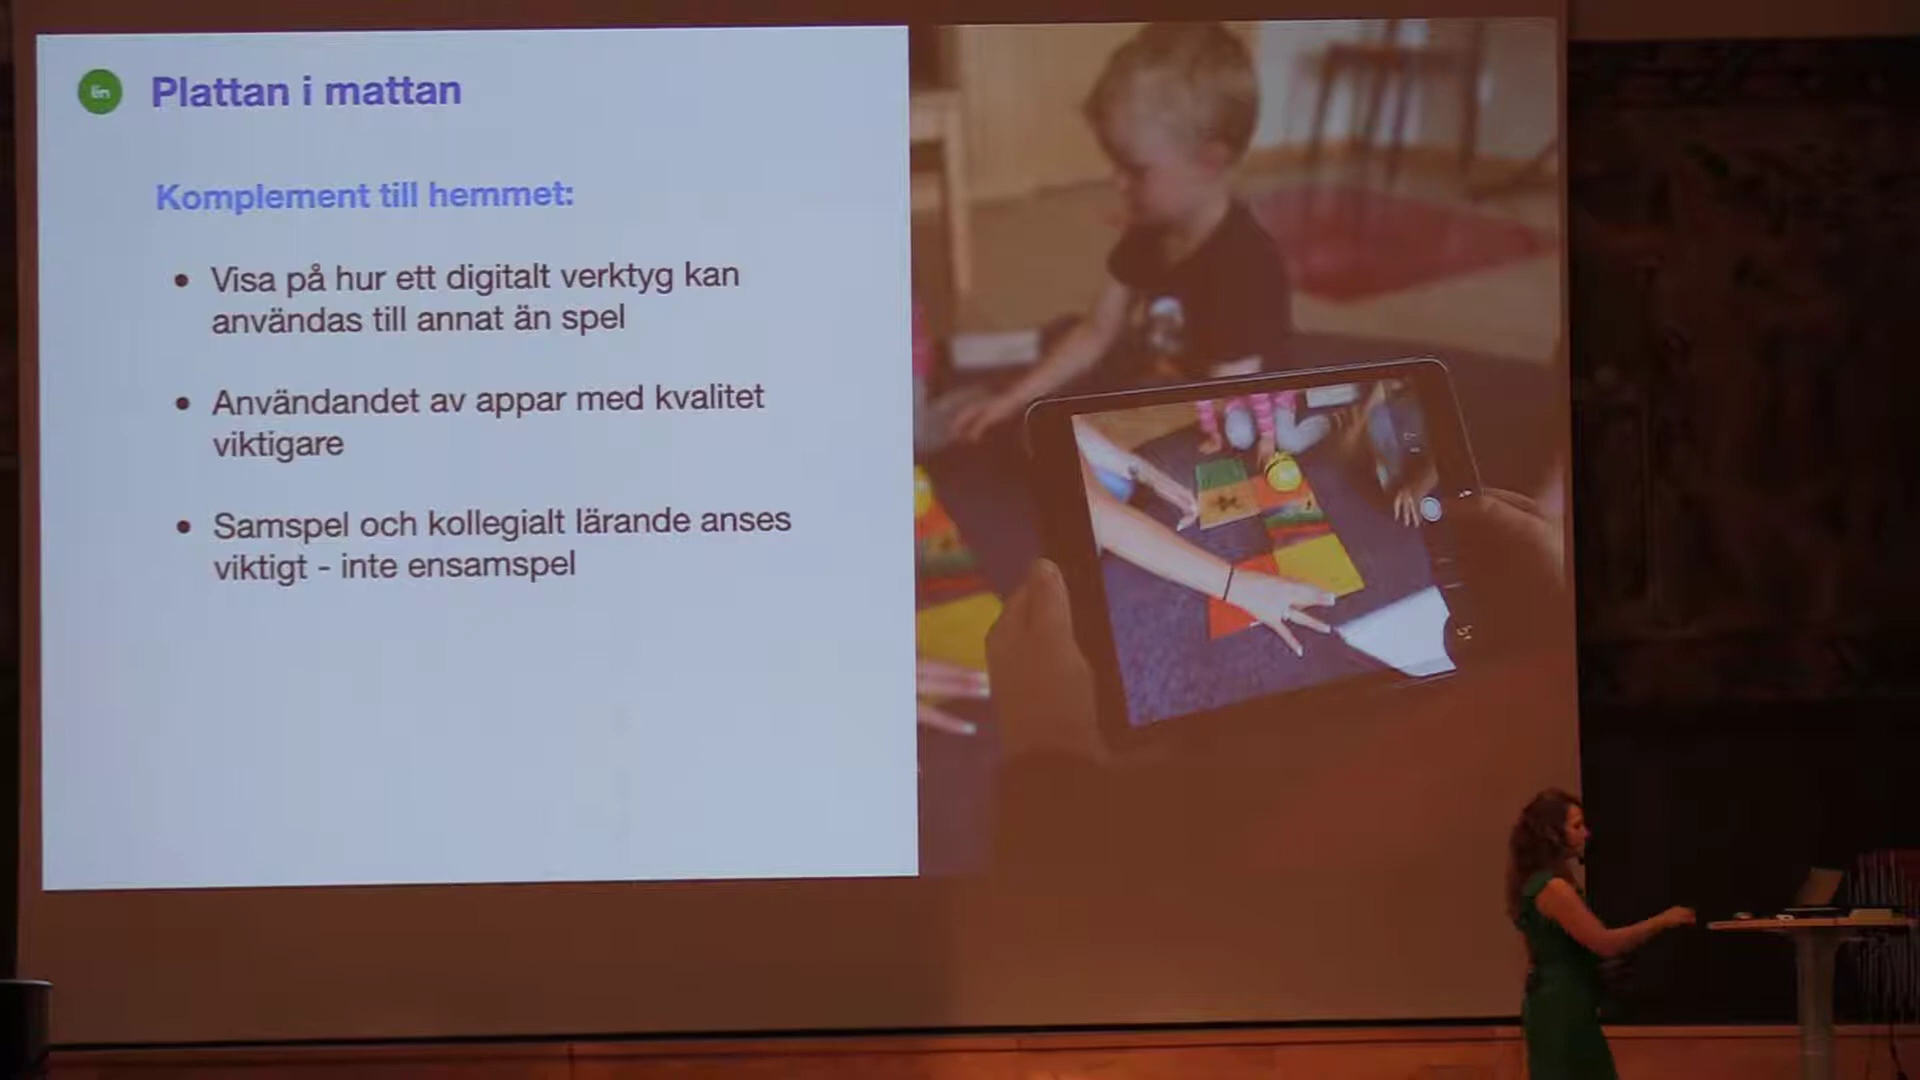 lin
Plattan i mattan
Komplement till hemmet:
• Visa på hur ett digitalt verktyg kan
användas till annat än spel
• Användandet av appar med kvalitet
viktigare
• Samspel och kollegialt lärande anses
viktigt - inte ensamspel